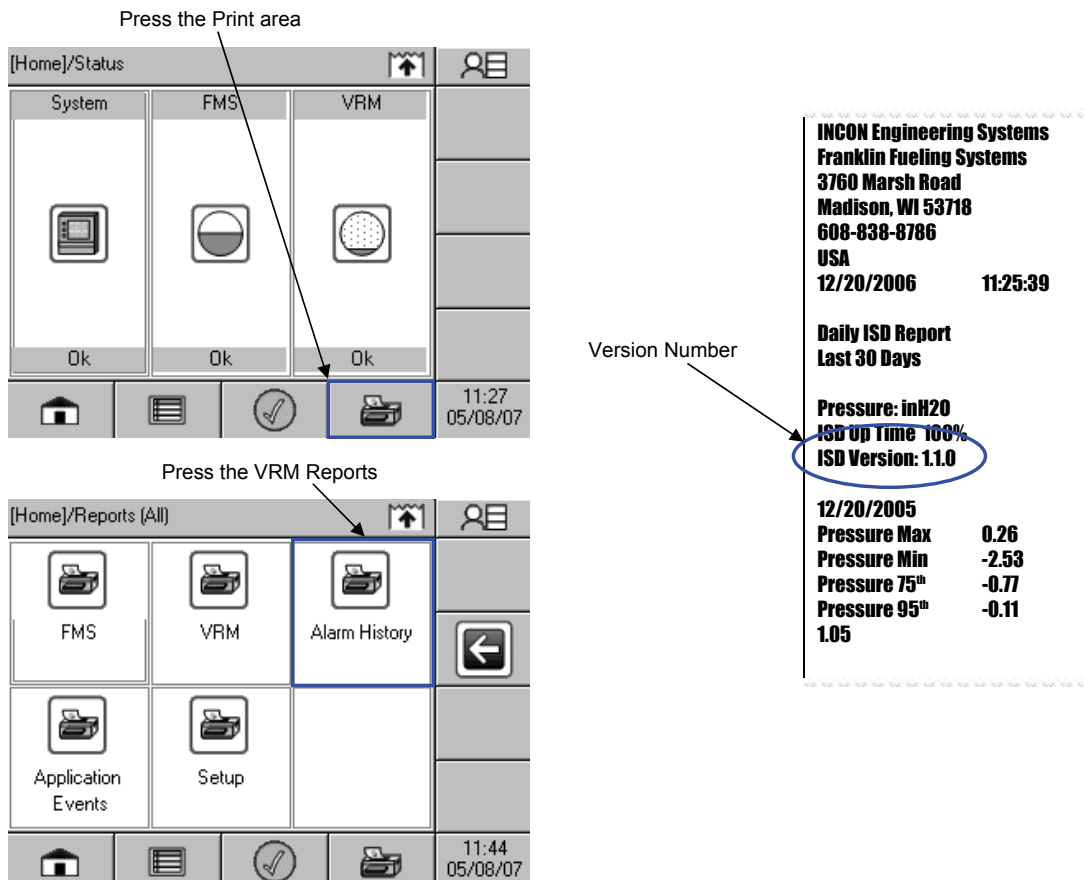 Press the Print area
[Home]/Status
System
FMS
VRM
Ok
Ok
Ok
11:27
05/08/07
Press the VRM Reports
[Home]/Reports (All)
FMS
VRM
Alarm History
Application
Events
Setup
11:44
05/08/07
Version Number
INCON Engineering Systems
Franklin Fueling Systems
3760 Marsh Road
Madison, WI 53718
608-838-8786
USA
12/20/2006 11:25:39
Daily ISD Report
Last 30 Days
Pressure: inH20
ISD Up Time 100%
ISD Version: 1.1.0
12/20/2005
Pressure Max 0.26
Pressure Min -2.53
Pressure 75th -0.77
Pressure 95th -0.11
1.05